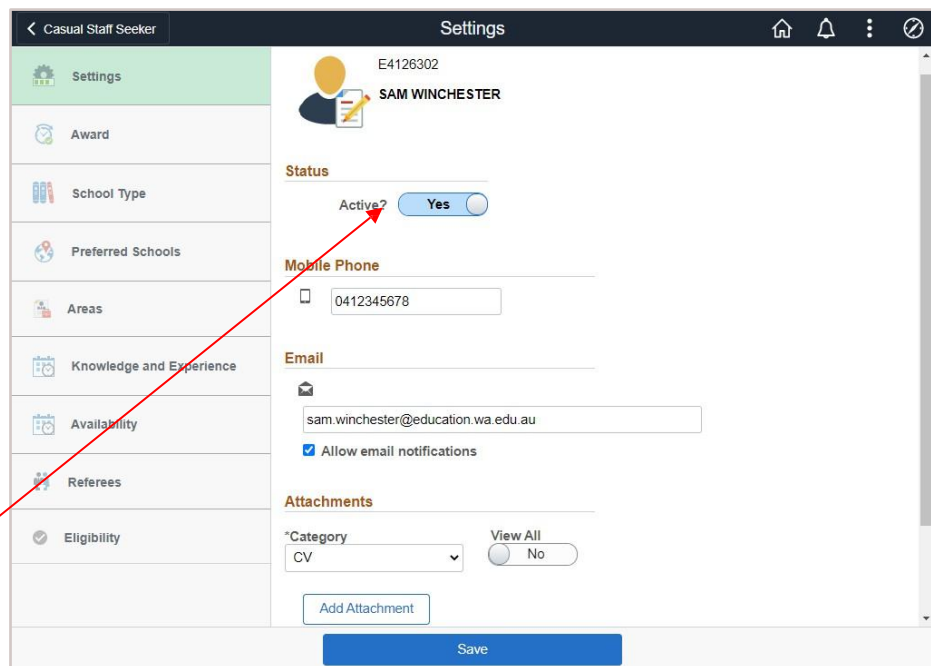 Casual Staff Seeker
Settings
Settings
Award
School Type
Preferred Schools
Areas
Knowledge and Experience
Availability
Referees
Eligibility
E4126302
SAM WINCHESTER
Status
Active? Yes
Mobile Phone
0412345678
Email
sam.winchester@education.wa.edu.au
Allow email notifications
Attachments
*Category View All
CV No
Add Attachment
Save